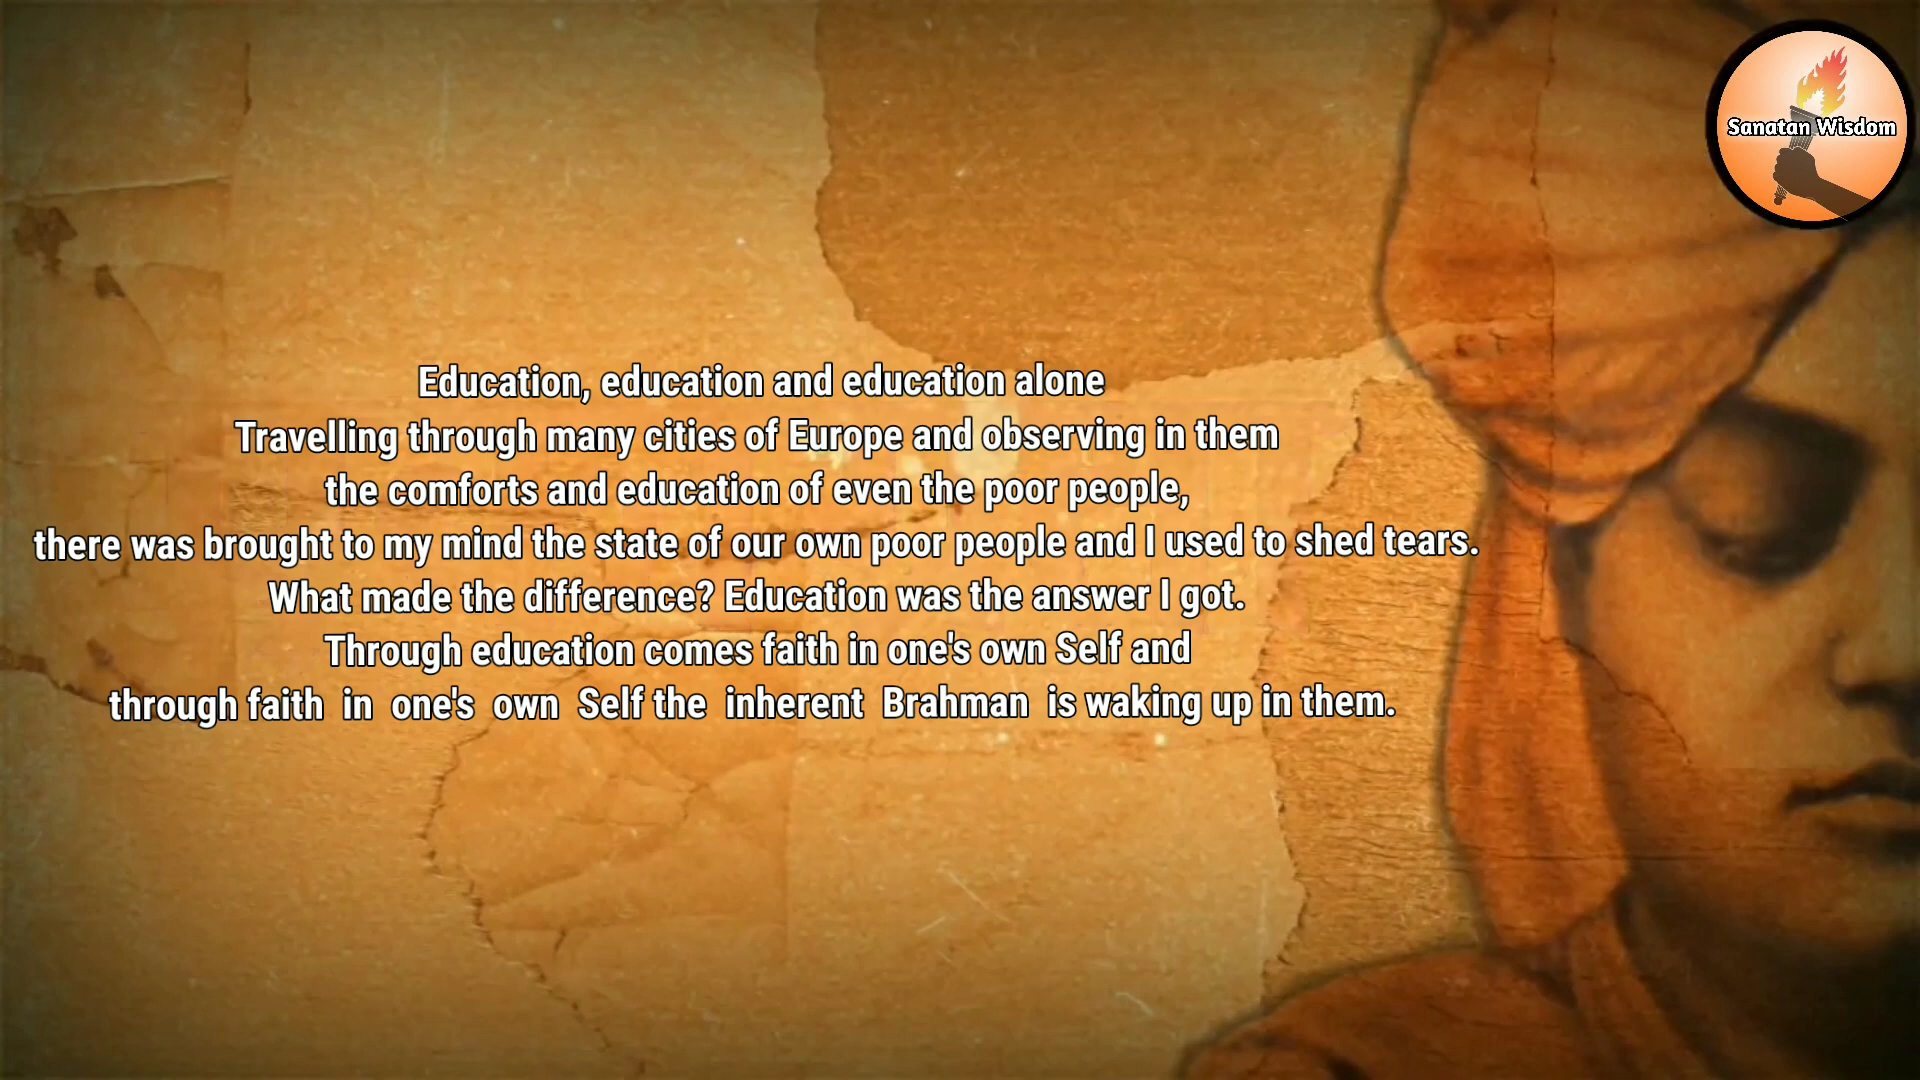 Sanatan Wisdom
Education, education and education alone
Travelling through many cities of Europe and observing in them
the comforts and education of even the poor people,
there was brought to my mind the state of our own poor people and I used to shed tears.
What made the difference? Education was the answer I got.
Through education comes faith in one's own Self and
through faith in one's own Self the inherent Brahman is waking up in them.